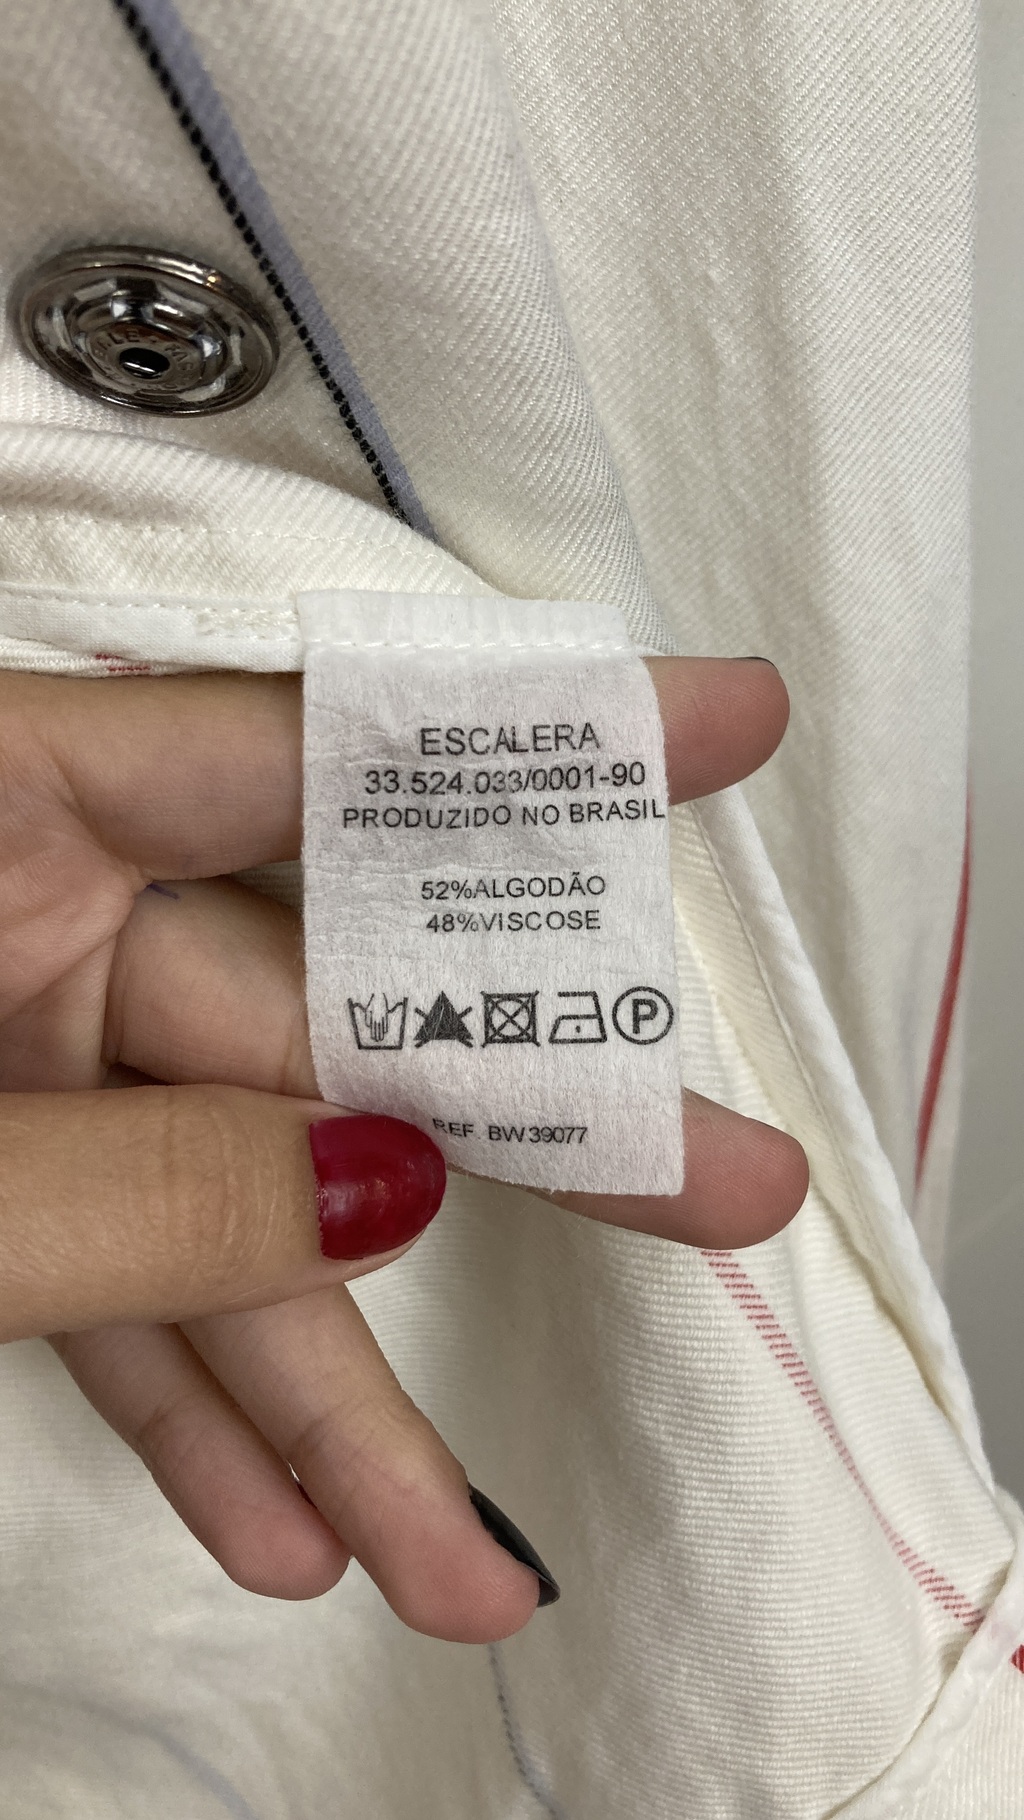 ESCALERA
33.524.033/0001-90
PRODUZIDO NO BRASIL
52%ALGODÃO
48%VISCOSE
P
REF. BW39077